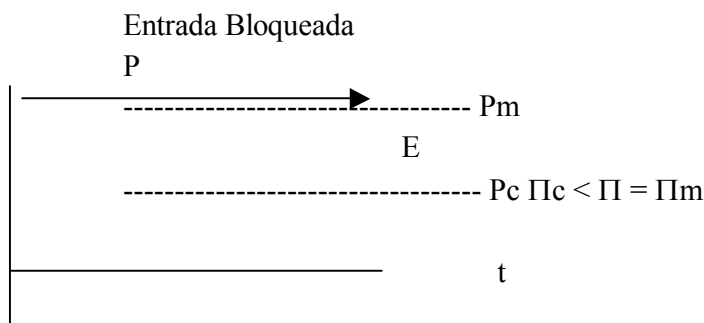 Entrada Bloqueada
P
Pm
E
Pc Πc < Π = Πm
t